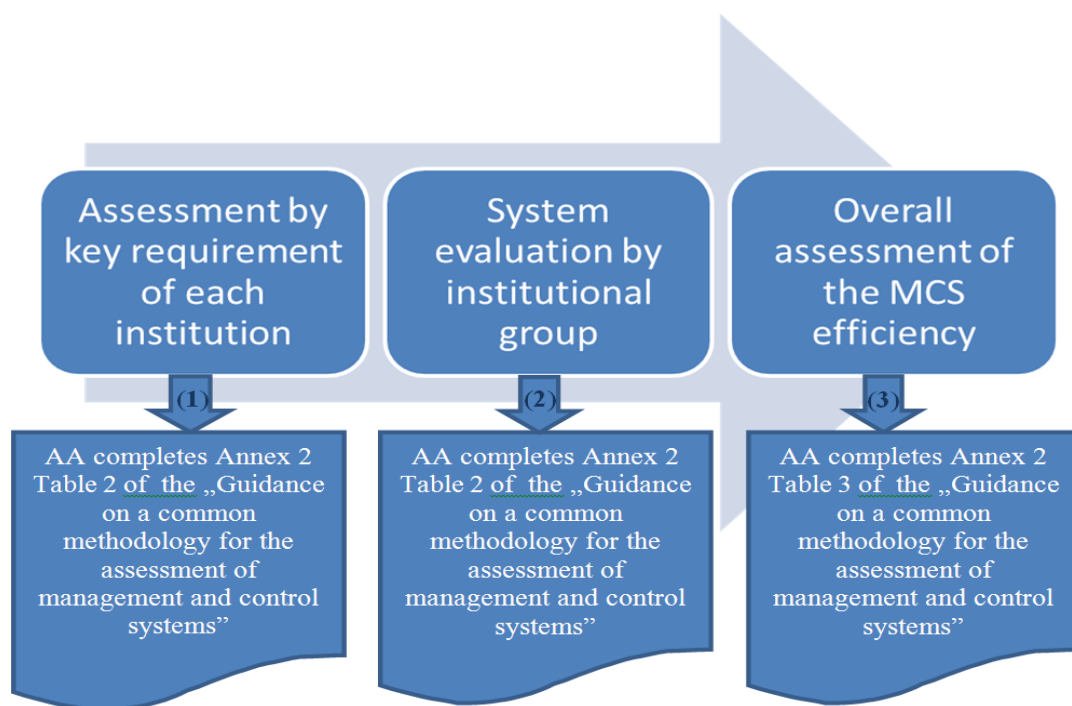 Assessment by
key requirement
of each
institution
System
evaluation by
institutional
group
Overall
assessment of
the MCS
efficiency
(1)
(2)
(3)
AA completes Annex 2
Table 2 of the „Guidance
on a common
methodology for the
assessment of
management and control
systems”
AA completes Annex 2
Table 2 of the „Guidance
on a common
methodology for the
assessment of
management and control
systems”
AA completes Annex 2
Table 3 of the „Guidance
on a common
methodology for the
assessment of
management and control
systems”